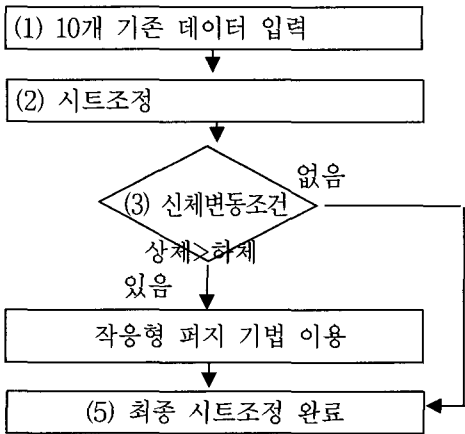 (1) 10개 기존 데이터 입력
(2) 시트조정
없음
(3) 신체변동조건
상체>하체
있음
작응형 퍼지 기법 이용
(5) 최종 시트조정 완료